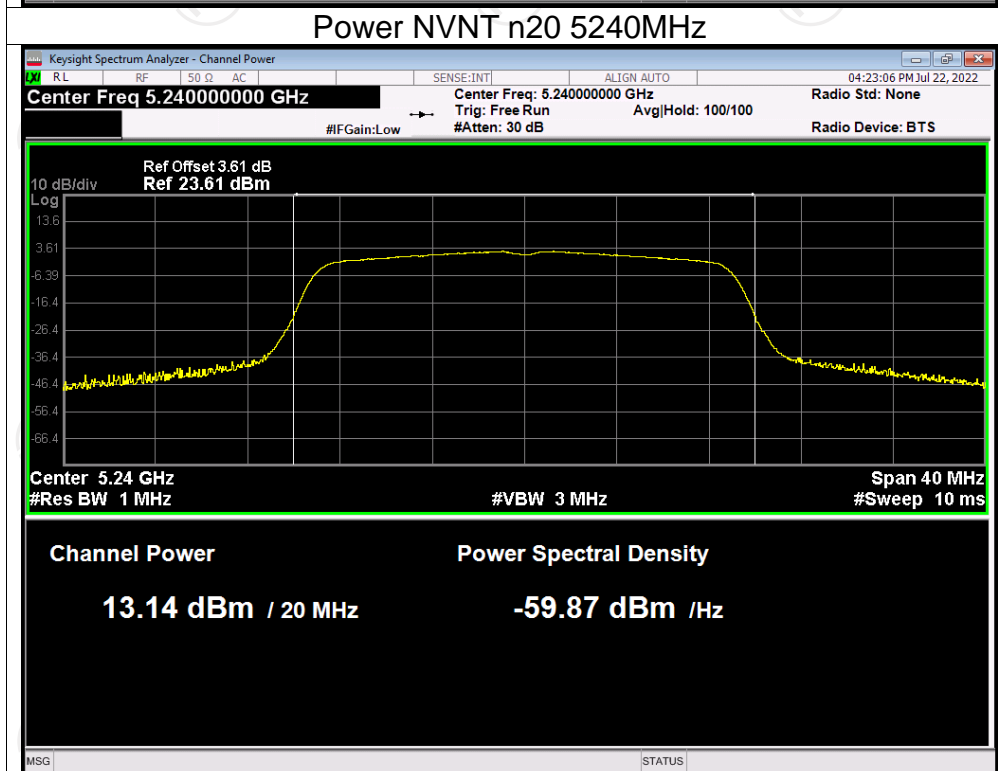 Power NVNT n20 5240MHz
Keysight Spectrum Analyzer - Channel Power
LXI RL RF 50 Ω AC SENSE:INT ALIGN AUTO 04:23:06 PM Jul 22, 2022
Center Freq 5.240000000 GHz Center Freq: 5.240000000 GHz Radio Std: None
Trig: Free Run Avg|Hold: 100/100
#IFGain:Low #Atten: 30 dB Radio Device: BTS
Ref Offset 3.61 dB
10 dB/div Ref 23.61 dBm
Log
13.6
3.61
-6.39
-16.4
-26.4
-36.4
-46.4
-56.4
-66.4
Center 5.24 GHz Span 40 MHz
#Res BW 1 MHz #VBW 3 MHz #Sweep 10 ms
Channel Power Power Spectral Density
13.14 dBm / 20 MHz -59.87 dBm /Hz
MSG STATUS